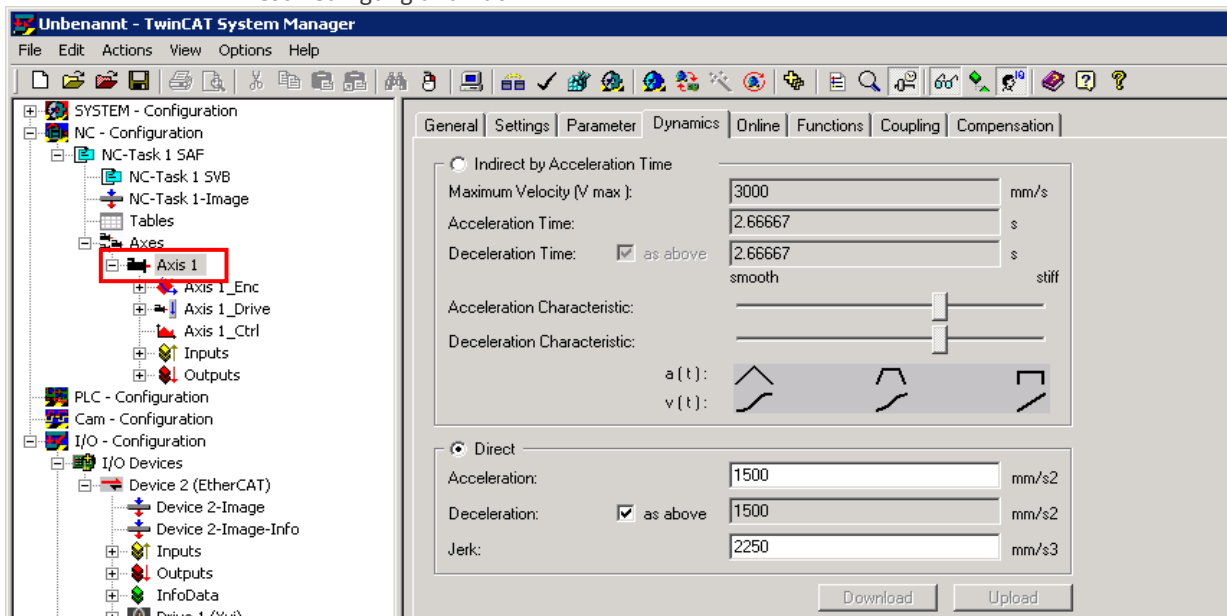 Unbenannt - TwinCAT System Manager
File Edit Actions View Options Help
SYSTEM - Configuration
NC - Configuration
NC-Task 1 SAF
NC-Task 1 SVB
NC-Task 1-Image
Tables
Axes
Axis 1
Axis 1_Enc
Axis 1_Drive
Axis 1_Ctrl
Inputs
Outputs
PLC - Configuration
Cam - Configuration
I/O - Configuration
I/O Devices
Device 2 (EtherCAT)
Device 2-Image
Device 2-Image-Info
Inputs
Outputs
InfoData
General Settings Parameter Dynamics Online Functions Coupling Compensation
Indirect by Acceleration Time
Maximum Velocity (V max ): 3000 mm/s
Acceleration Time: 2.66667 s
Deceleration Time: as above 2.66667 s
smooth stiff
Acceleration Characteristic:
Deceleration Characteristic:
a(t):
v(t):
Direct
Acceleration: 1500 mm/s2
Deceleration: as above 1500 mm/s2
Jerk: 2250 mm/s3
Download Upload